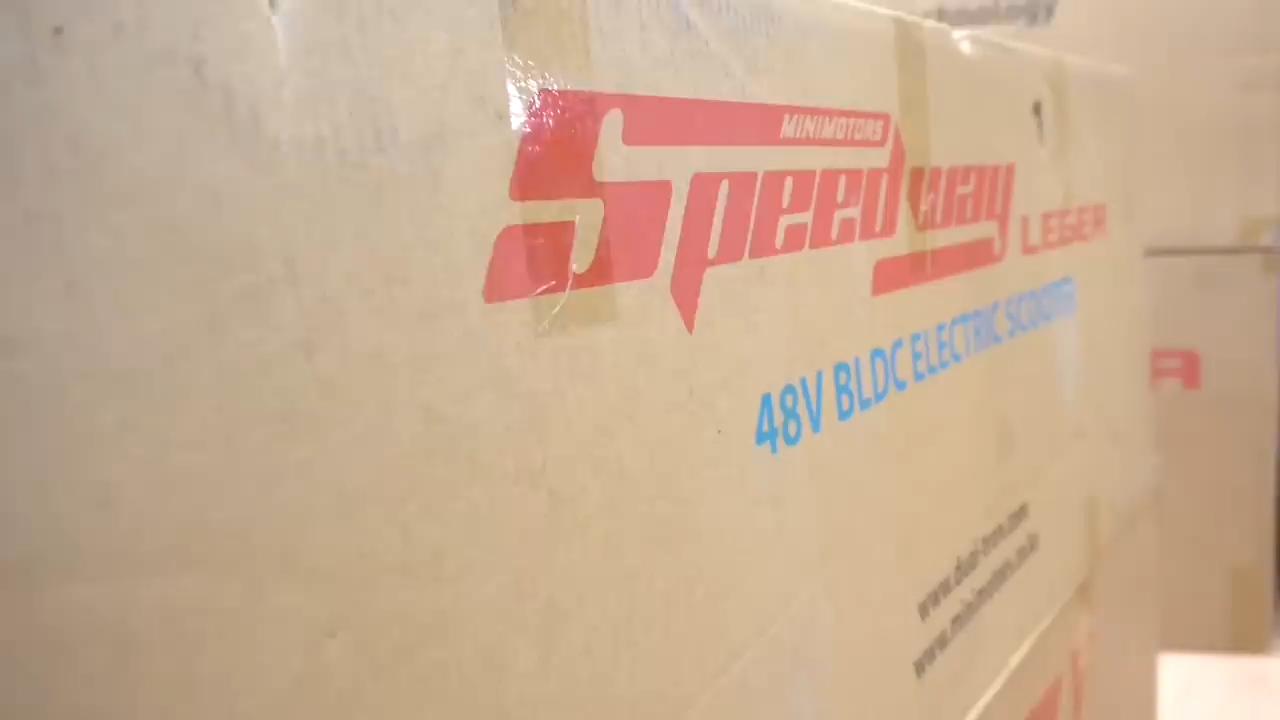 MINIMOTORS
Speedway LEGER
48V BLDC ELECTRIC SCOOTER
www.dual-tron.com
www.minimotors.co.kr